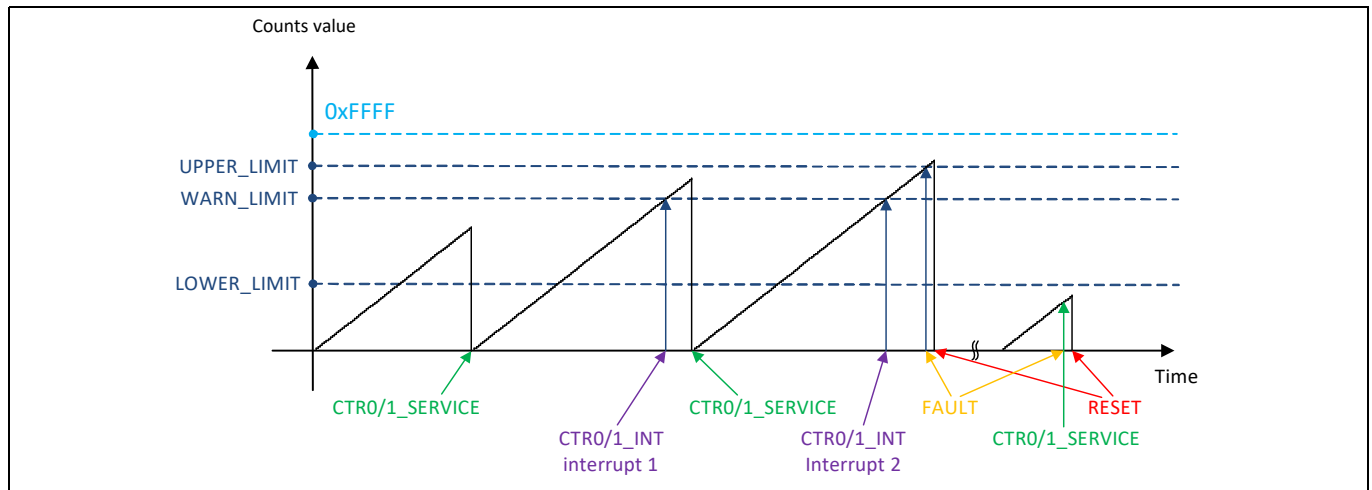 Counts value
0xFFFF
UPPER_LIMIT
WARN_LIMIT
LOWER_LIMIT
Time
CTR0/1_SERVICE
CTR0/1_SERVICE
FAULT
RESET
CTR0/1_INT
interrupt 1
CTR0/1_INT
Interrupt 2
CTR0/1_SERVICE